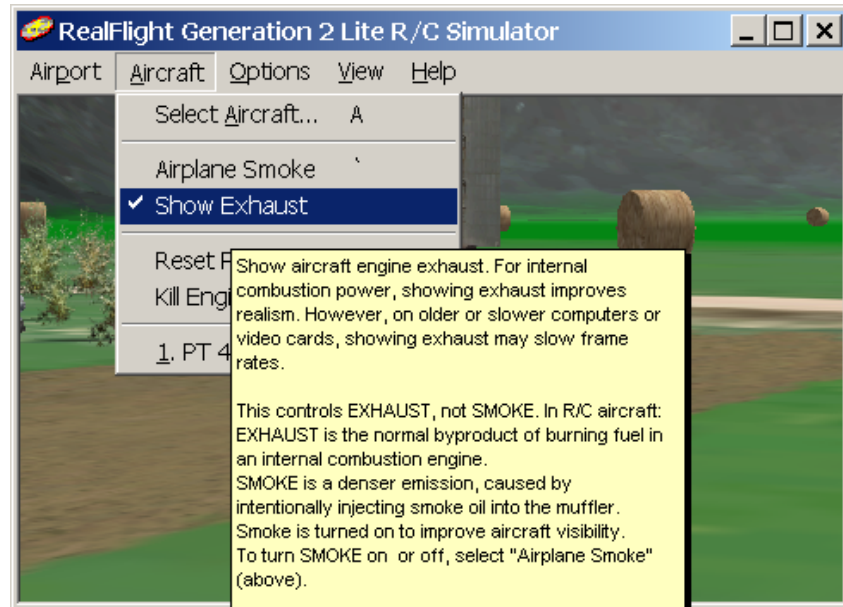 RealFlight Generation 2 Lite R/C Simulator
Airport Aircraft Options View Help
Select Aircraft... A
Airplane Smoke `
Show Exhaust
Reset
Kill
1. PT 4
Show aircraft engine exhaust. For internal
combustion power, showing exhaust improves
realism. However, on older or slower computers or
video cards, showing exhaust may slow frame
rates.
This controls EXHAUST, not SMOKE. In R/C aircraft:
EXHAUST is the normal byproduct of burning fuel in
an internal combustion engine.
SMOKE is a denser emission, caused by
intentionally injecting smoke oil into the muffler.
Smoke is turned on to improve aircraft visibility.
To turn SMOKE on or off, select "Airplane Smoke"
(above).